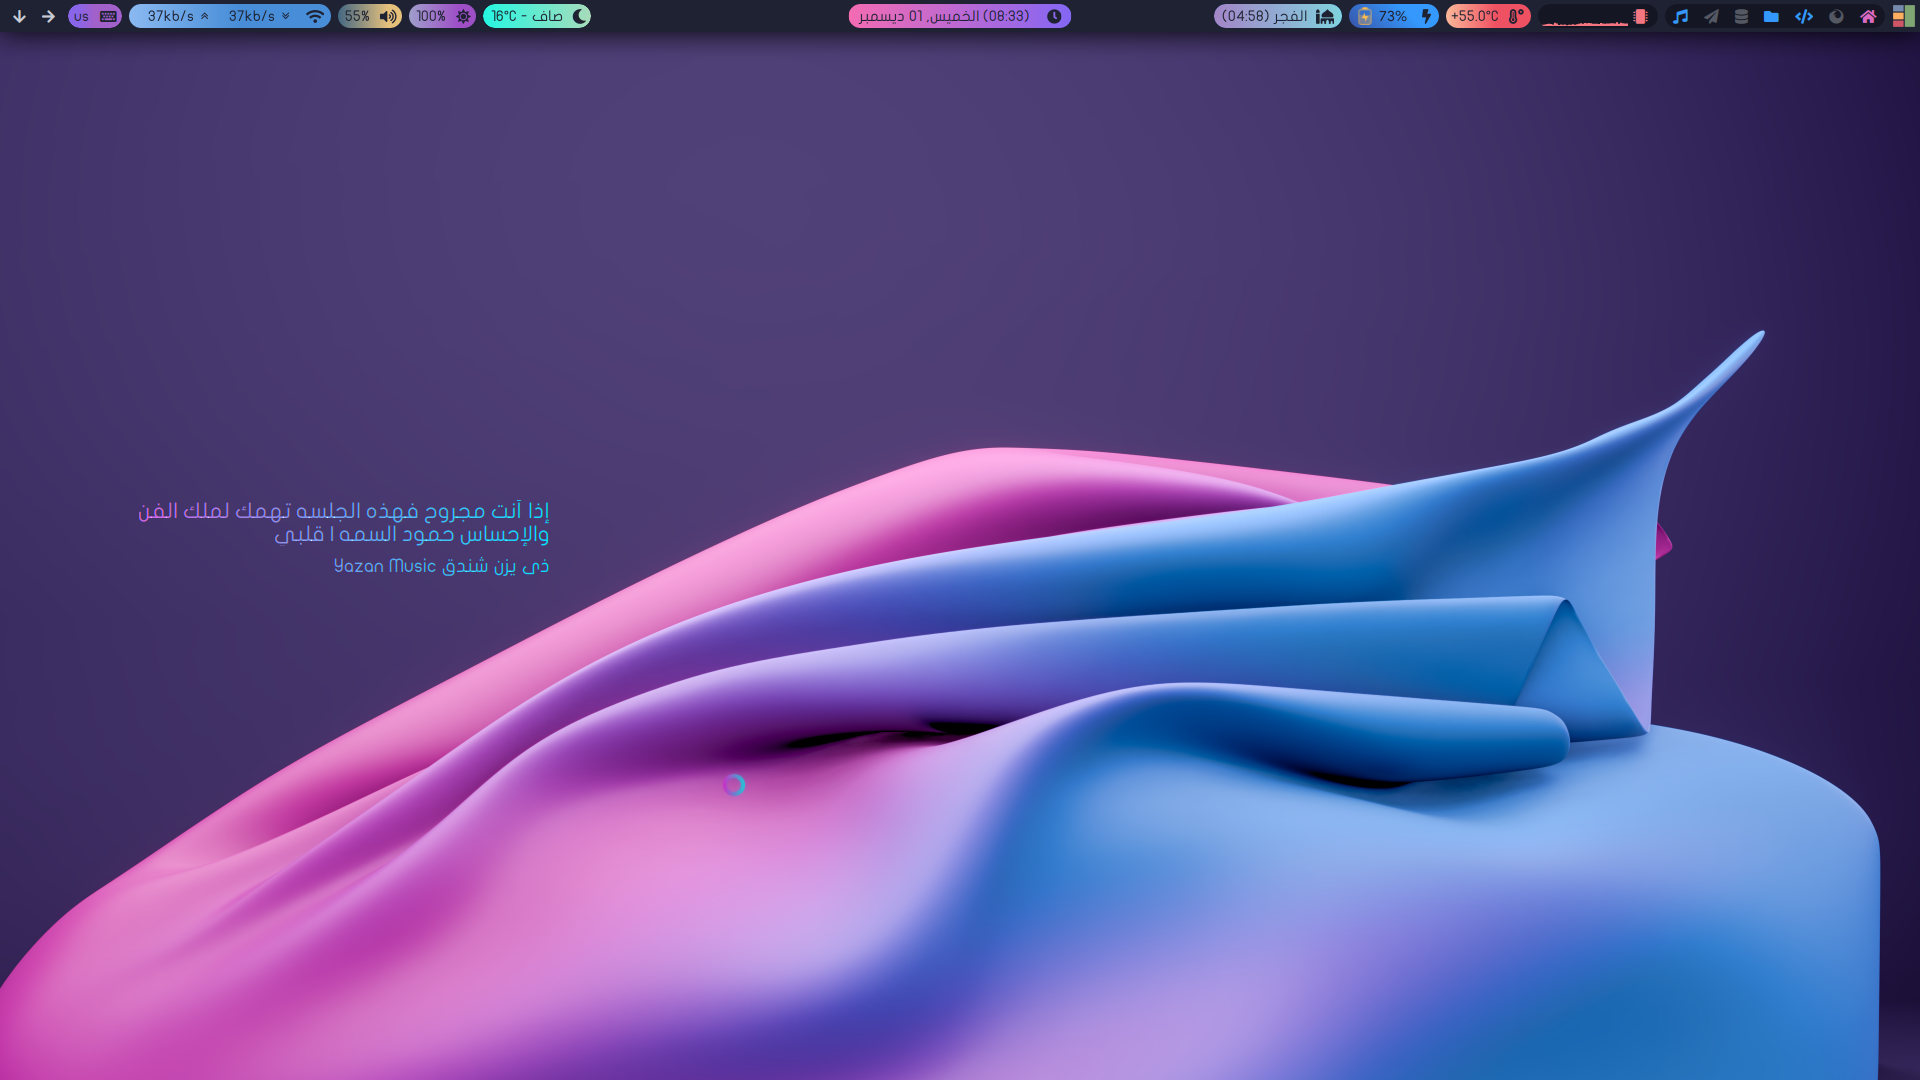 us
37kb/s 37kb/s
55%
100%
صاف - 16°C
(08:33) الخميس, 01 ديسمبر
الفجر (04:58)
73%
+55.0°C
إذا آنت مجروح فهذه الجلسه تهمك لملك الفن
والإحساس حمود السمه | قلبي
ذى يزن شندق Yazan Music